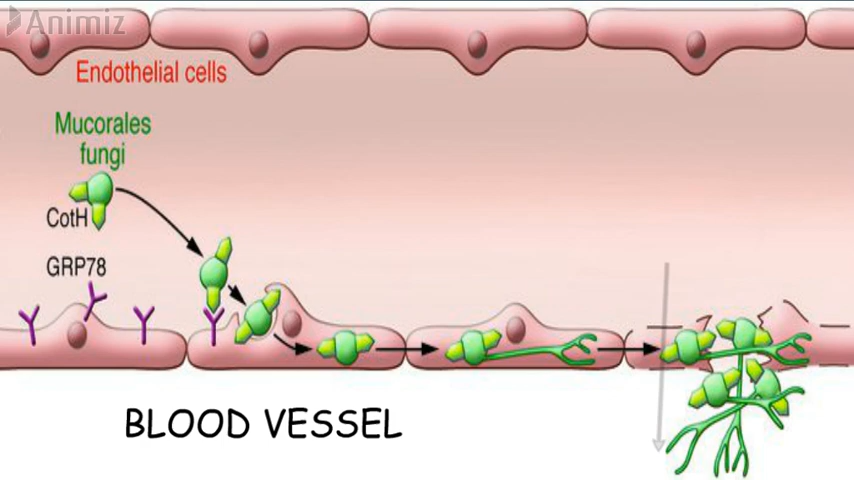 Animiz
Endothelial cells
Mucorales
fungi
CotH
GRP78
BLOOD VESSEL